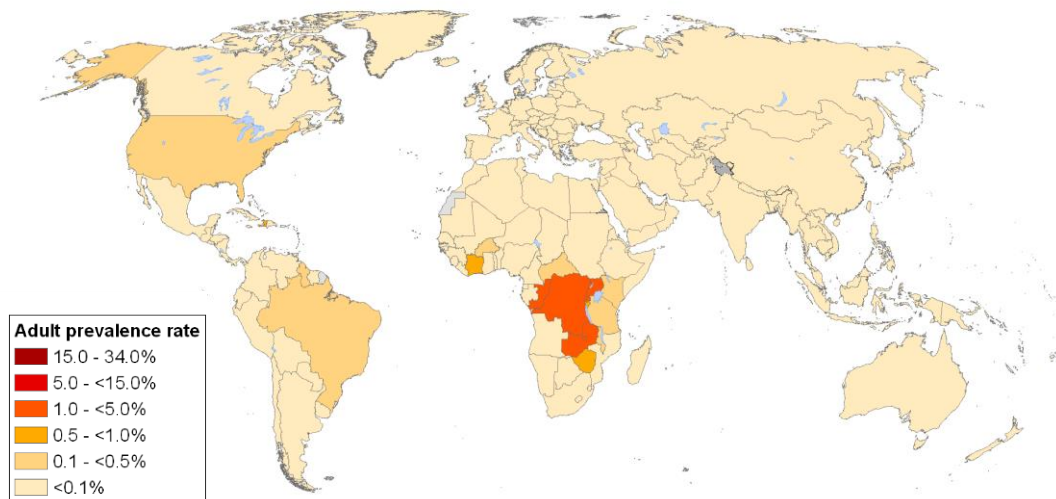 Adult prevalence rate
15.0 - 34.0%
5.0 - <15.0%
1.0 - <5.0%
0.5 - <1.0%
0.1 - <0.5%
<0.1%